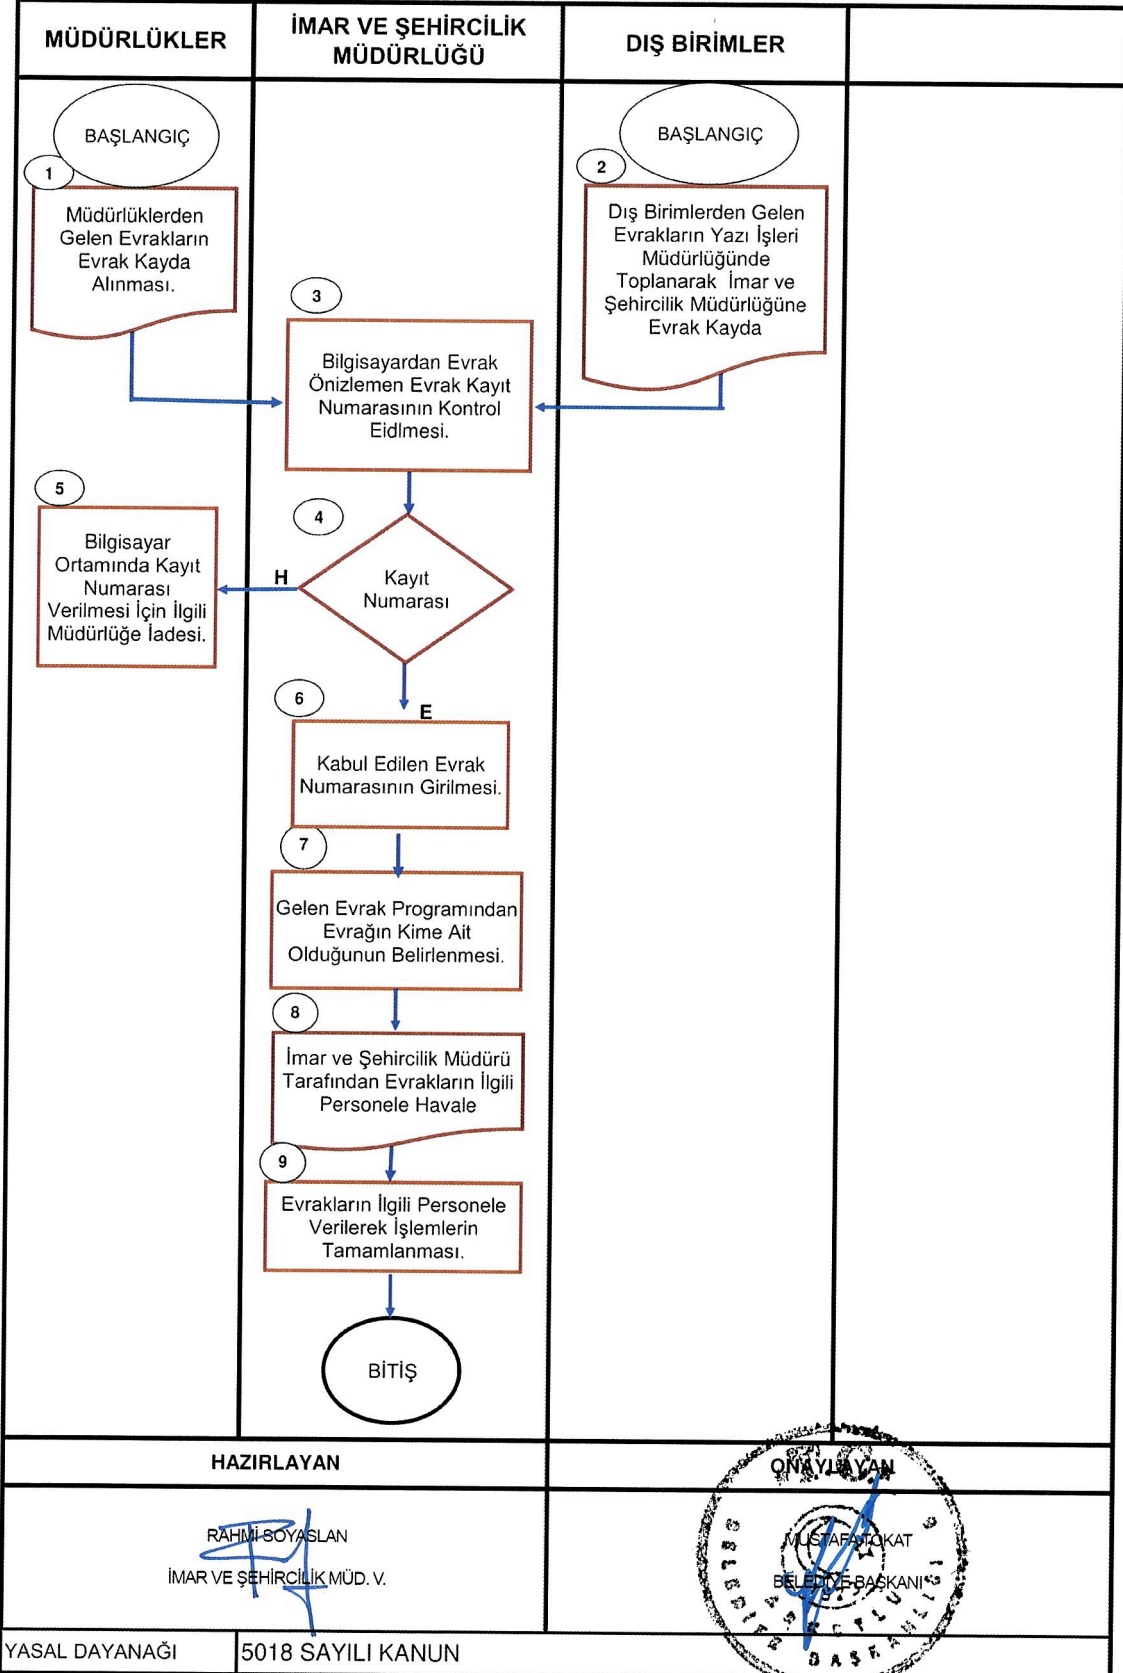 MÜDÜRLÜKLER
İMAR VE ŞEHİRCİLİK
MÜDÜRLÜĞÜ
DIŞ BİRİMLER
BAŞLANGIÇ
BAŞLANGIÇ
1
Müdürlüklerden
Gelen Evrakların
Evrak Kayda
Alınması.
2
Dış Birimlerden Gelen
Evrakların Yazı İşleri
Müdürlüğünde
Toplanarak İmar ve
Şehircilik Müdürlüğüne
Evrak Kayda
3
Bilgisayardan Evrak
Önizlemen Evrak Kayıt
Numarasının Kontrol
Eidlmesi.
4
Kayıt
Numarası
H
5
Bilgisayar
Ortamında Kayıt
Numarası
Verilmesi İçin İlgili
Müdürlüğe İadesi.
E
6
Kabul Edilen Evrak
Numarasının Girilmesi.
7
Gelen Evrak Programından
Evrağın Kime Ait
Olduğunun Belirlenmesi.
8
İmar ve Şehircilik Müdürü
Tarafından Evrakların İlgili
Personele Havale
9
Evrakların İlgili Personele
Verilerek İşlemlerin
Tamamlanması.
BİTİŞ
HAZIRLAYAN
ONAYLAYAN
RAHMİ SOYASLAN
İMAR VE ŞEHİRCİLİK MÜD. V.
MUSTAFA TOKAT
BELEDİYE BAŞKANI
YASAL DAYANAĞI
5018 SAYILI KANUN